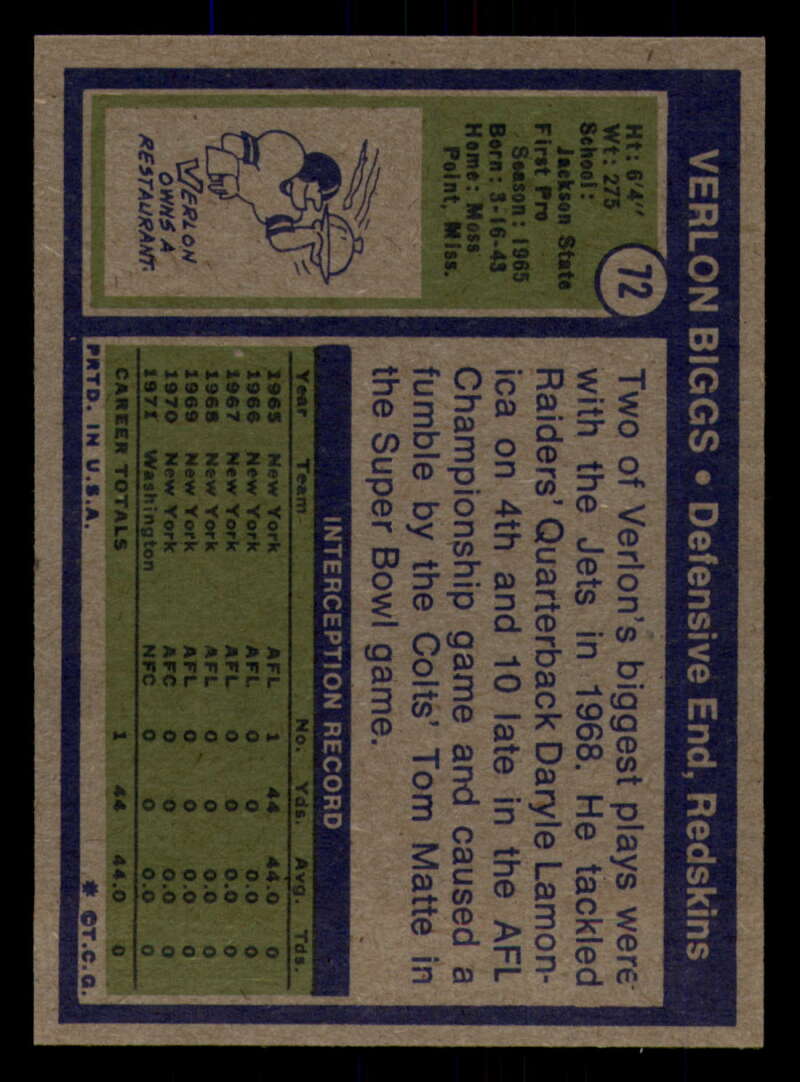 VERLON BIGGS • Defensive End, Redskins
72
Ht: 6'4"
Wt: 275
School:
Jackson State
First Pro
Season: 1965
Born: 3-16-43
Home: Moss
Point, Miss.
VERLON
OWNS A
RESTAURANT.
Two of Verlon's biggest plays were
with the Jets in 1968. He tackled
Raiders' Quarterback Daryle Lamon-
ica on 4th and 10 late in the AFL
Championship game and caused a
fumble by the Colts' Tom Matte in
the Super Bowl game.
INTERCEPTION RECORD
Year Team No. Yds. Avg. Tds.
1965 New York AFL 1 44 44.0 0
1966 New York AFL 0 0 0.0 0
1967 New York AFL 0 0 0.0 0
1968 New York AFL 0 0 0.0 0
1969 New York AFL 0 0 0.0 0
1970 New York AFC 0 0 0.0 0
1971 Washington NFC 0 0 0.0 0
CAREER TOTALS 1 44 44.0 0
PRTD. IN U.S.A. * ©T.C.G.